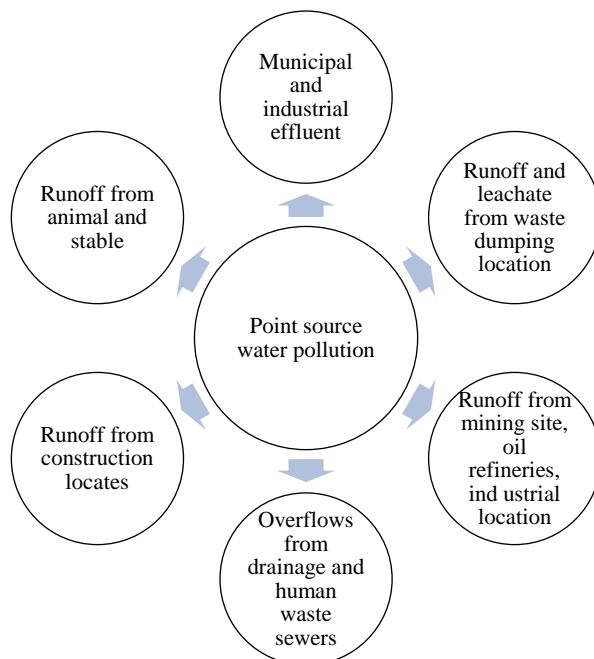 Municipal
and
industrial
effluent
Runoff from
animal and
stable
Runoff and
leachate
from waste
dumping
location
Point source
water pollution
Runoff from
construction
locates
Runoff from
mining site,
oil
refineries,
ind ustrial
location
Overflows
from
drainage and
human
waste
sewers